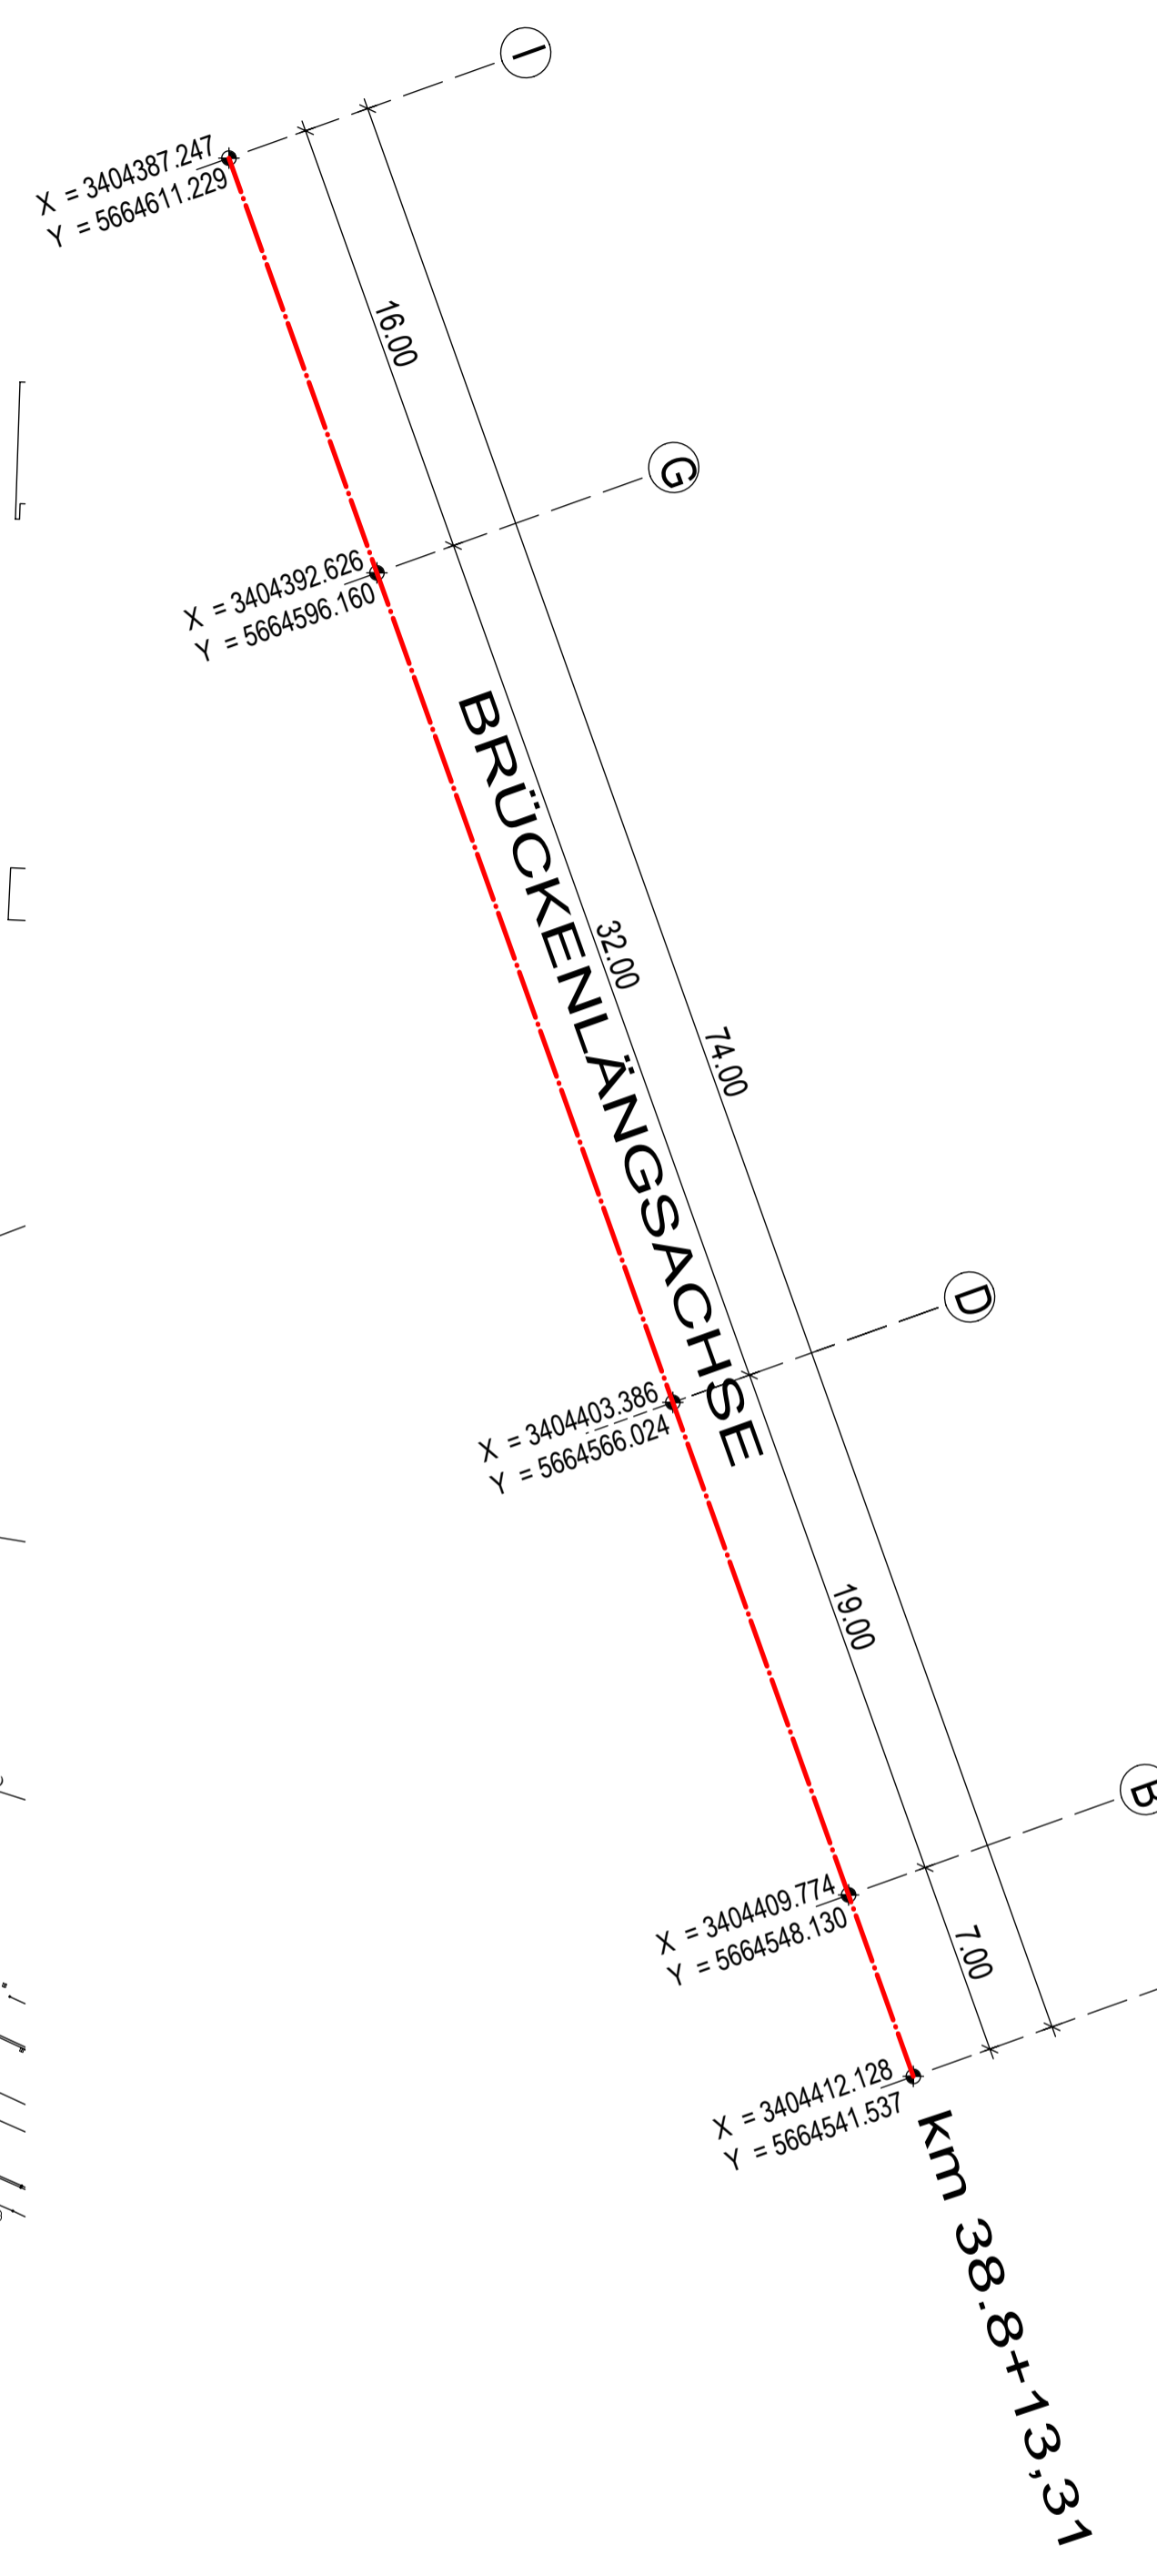 I
X = 3404387.247
Y = 5664611.229
16.00
G
X = 3404392.626
Y = 5664596.160
BRÜCKENLÄNGSACHSE
32.00
74.00
D
X = 3404403.386
Y = 5664566.024
19.00
B
X = 3404409.774
Y = 5664548.130
7.00
X = 3404412.128
Y = 5664541.537
km 38.8+13,31